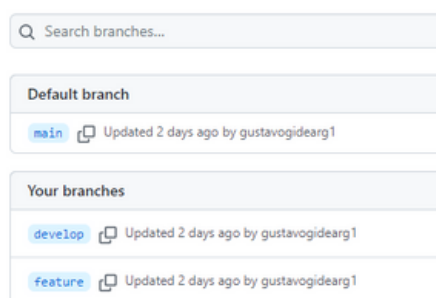 Search branches...
Default branch
main Updated 2 days ago by gustavogidearg1
Your branches
develop Updated 2 days ago by gustavogidearg1
feature Updated 2 days ago by gustavogidearg1